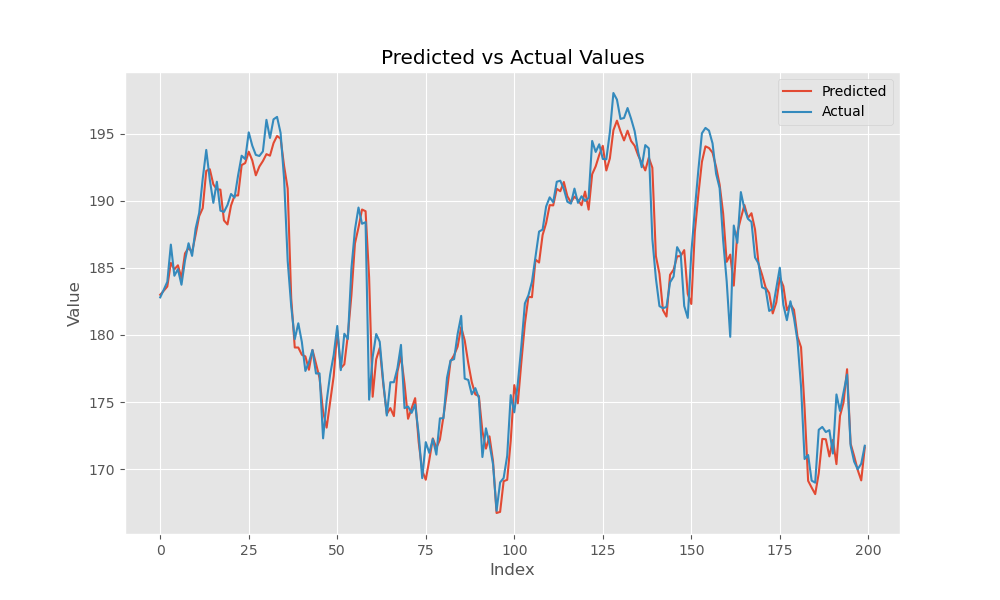 Predicted vs Actual Values
Predicted
Actual
Value
195
190
185
180
175
170
0 25 50 75 100 125 150 175 200
Index